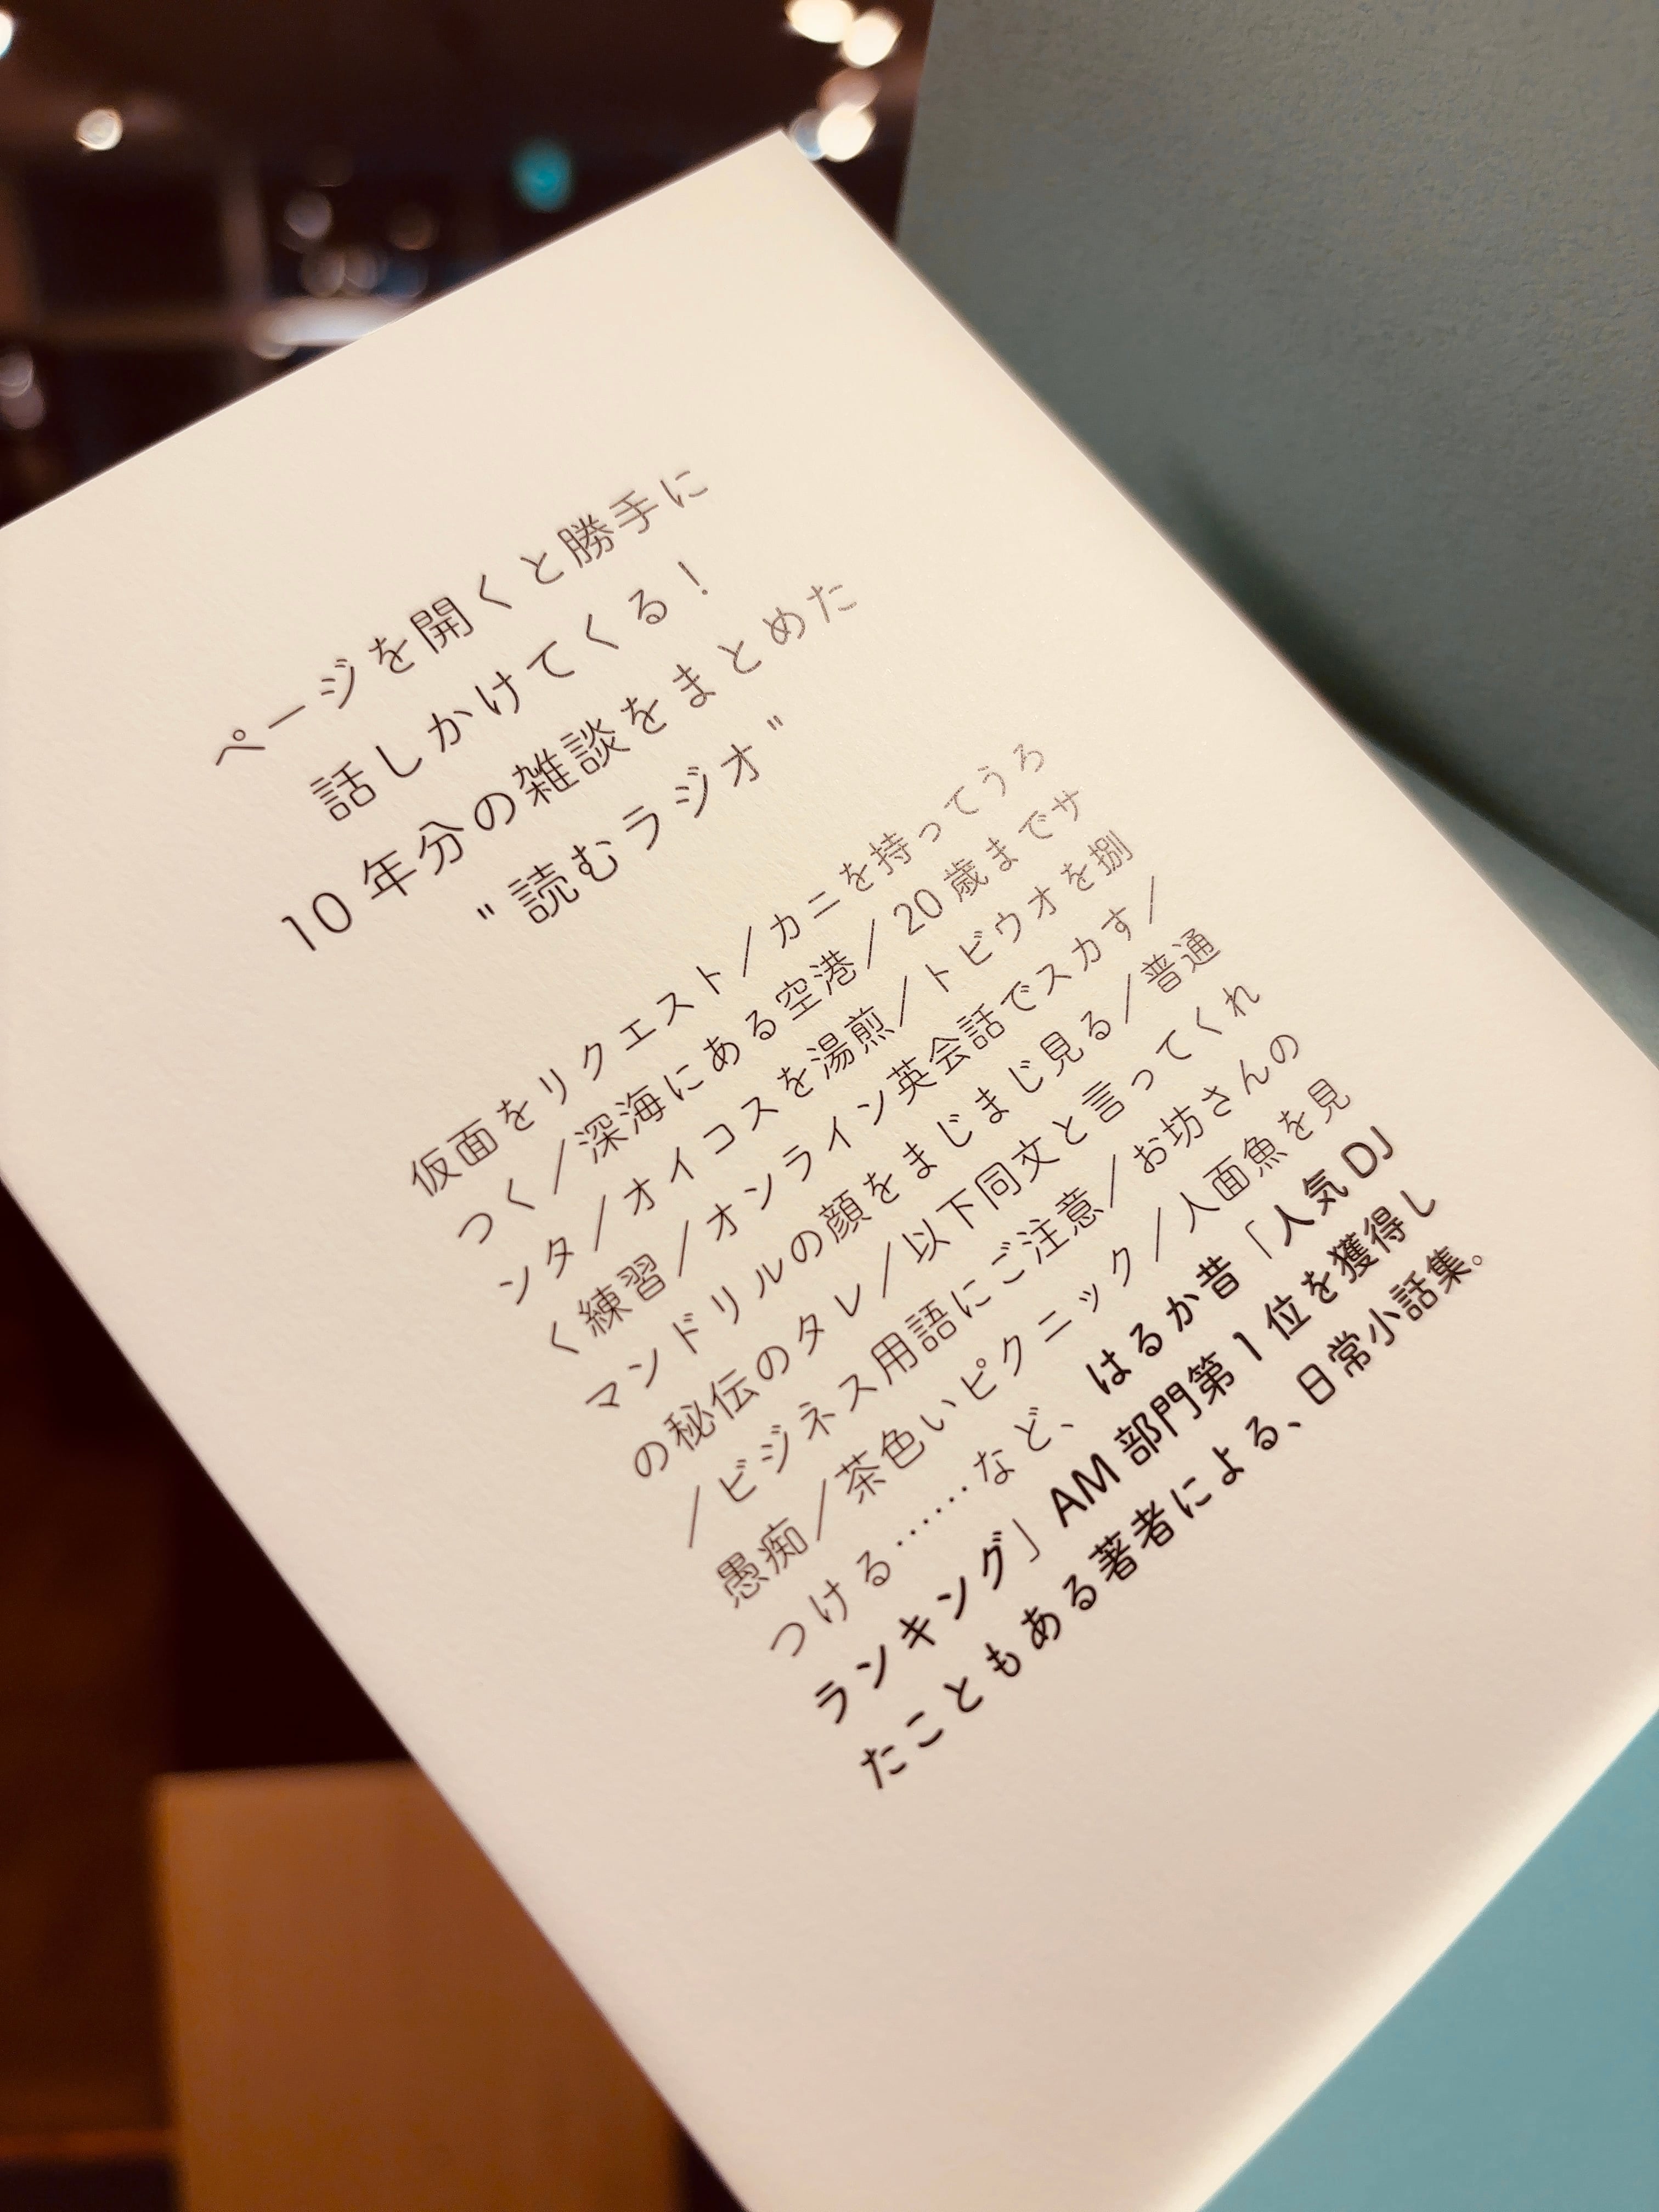 ページを開くと勝手に
話しかけてくる！
10年分の雑談をまとめた
"読むラジオ"
仮面をリクエスト／カニを持ってうろ
つく／深海にある空港／20歳までサ
ンタ／オイコスを湯煎／トビウオを捌
く練習／オンライン英会話でスカす／
マンドリルの顔をまじまじ見る／普通
の秘伝のタレ／以下同文と言ってくれ
／ビジネス用語にご注意／お坊さんの
愚痴／茶色いピクニック／人面魚を見
つける……など、はるか昔「人気DJ
ランキング」AM部門第1位を獲得し
たこともある著者による、日常小話集。